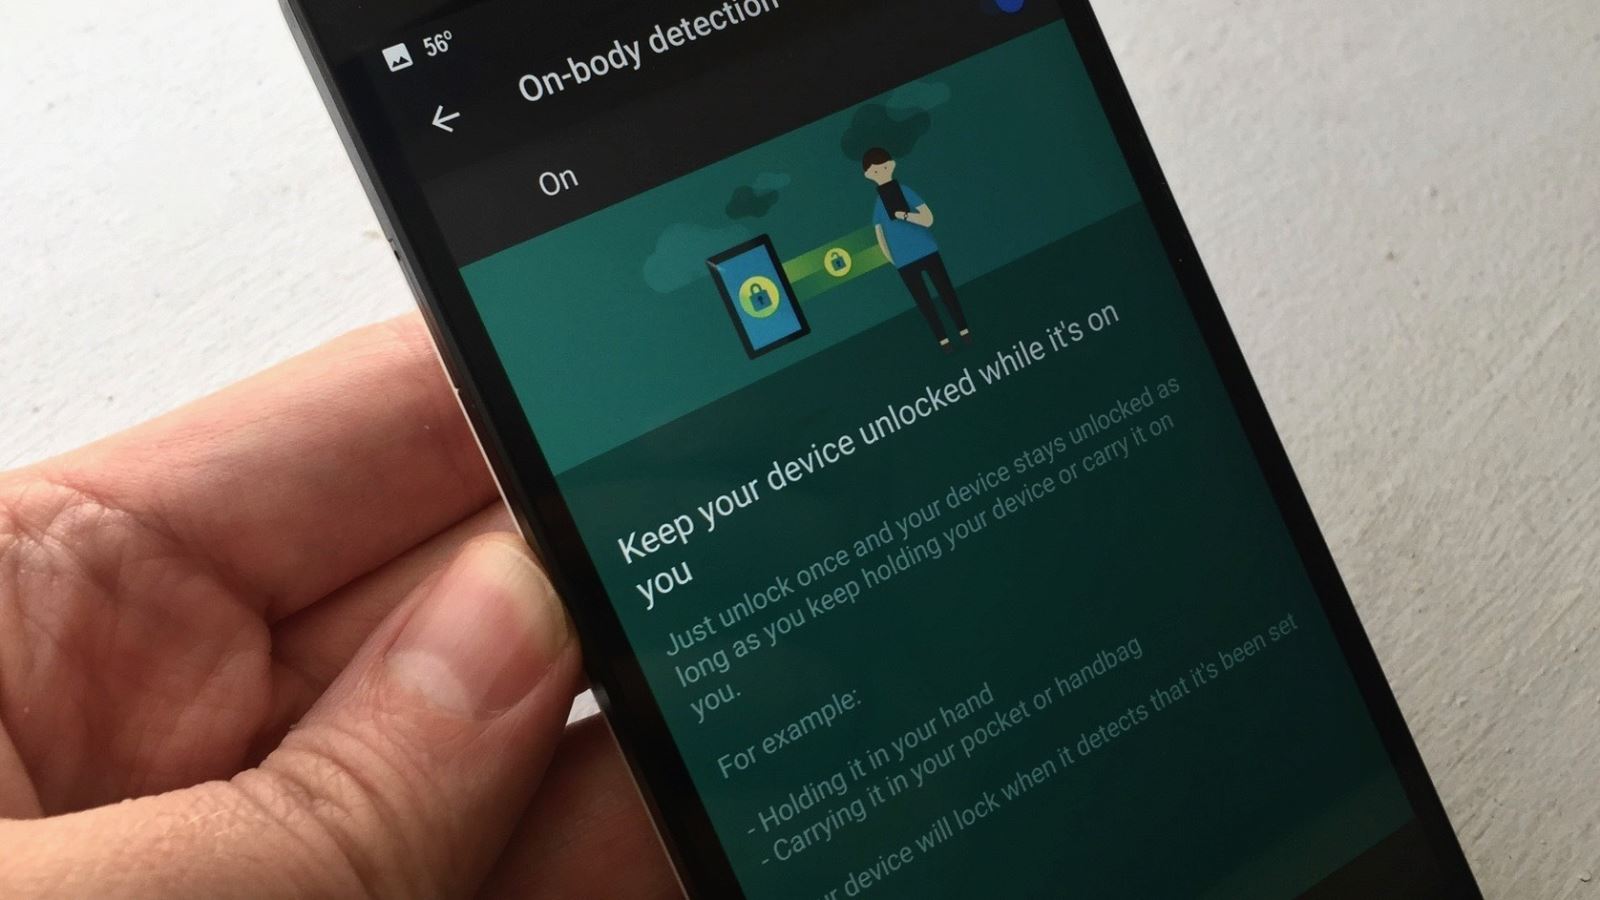 56°
On-body detection
On
Keep your device unlocked while it's on
you
Just unlock once and your device stays unlocked as
long as you keep holding your device or carry it on
you.
For example:
- Holding it in your hand
- Carrying it in your pocket or handbag
device will lock when it detects that it's been set